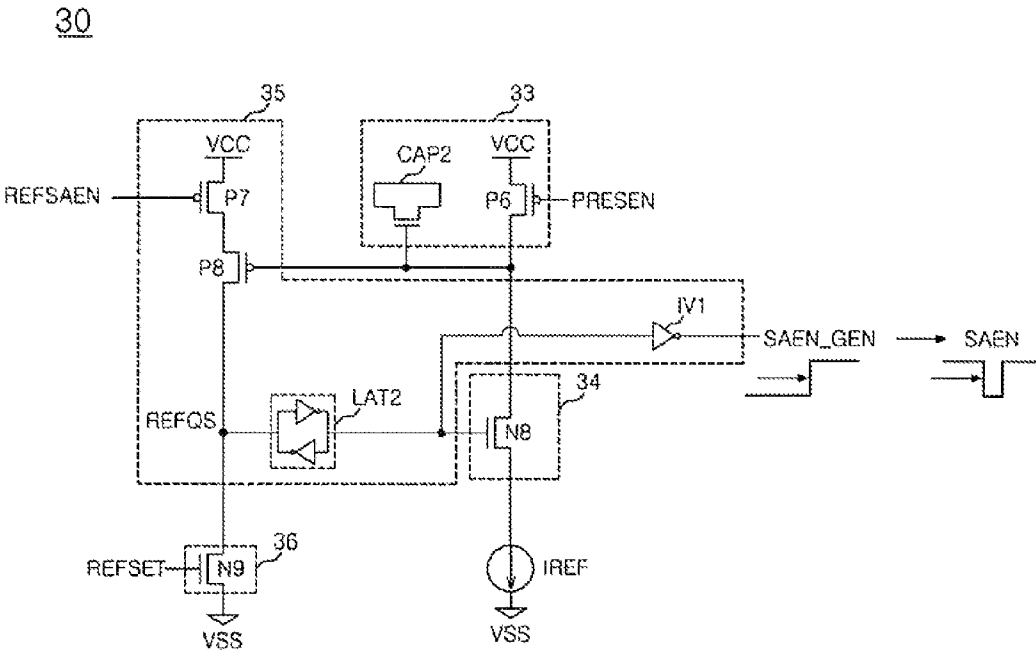 30
35
33
VCC
CAP2
VCC
REFSAEN
P7
P6
PRESEN
P8
IV1
SAEN_GEN
SAEN
34
LAT2
REFQS
N8
36
REFSET
N9
IREF
VSS
VSS